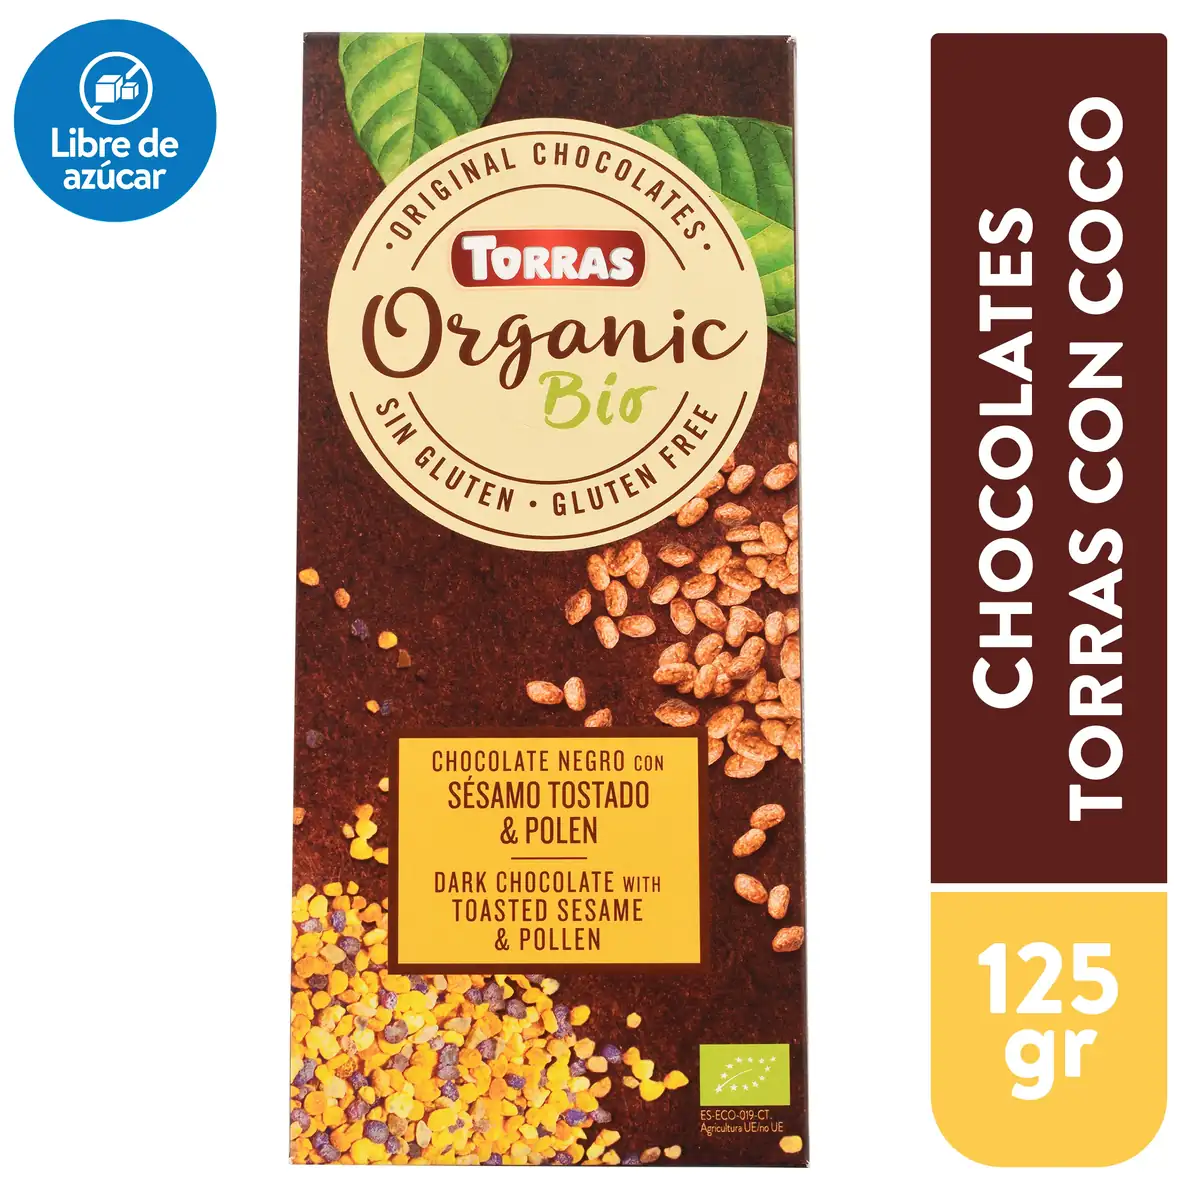 Libre de
azúcar
·ORIGINAL CHOCOLATES·
TORRAS
Organic
Bio
SIN GLUTEN · GLUTEN FREE
CHOCOLATE NEGRO CON
SÉSAMO TOSTADO
& POLEN
DARK CHOCOLATE WITH
TOASTED SESAME
& POLLEN
ES-ECO-019-CT
Agricultura UE/no UE
CHOCOLATES
TORRAS CON COCO
125
gr